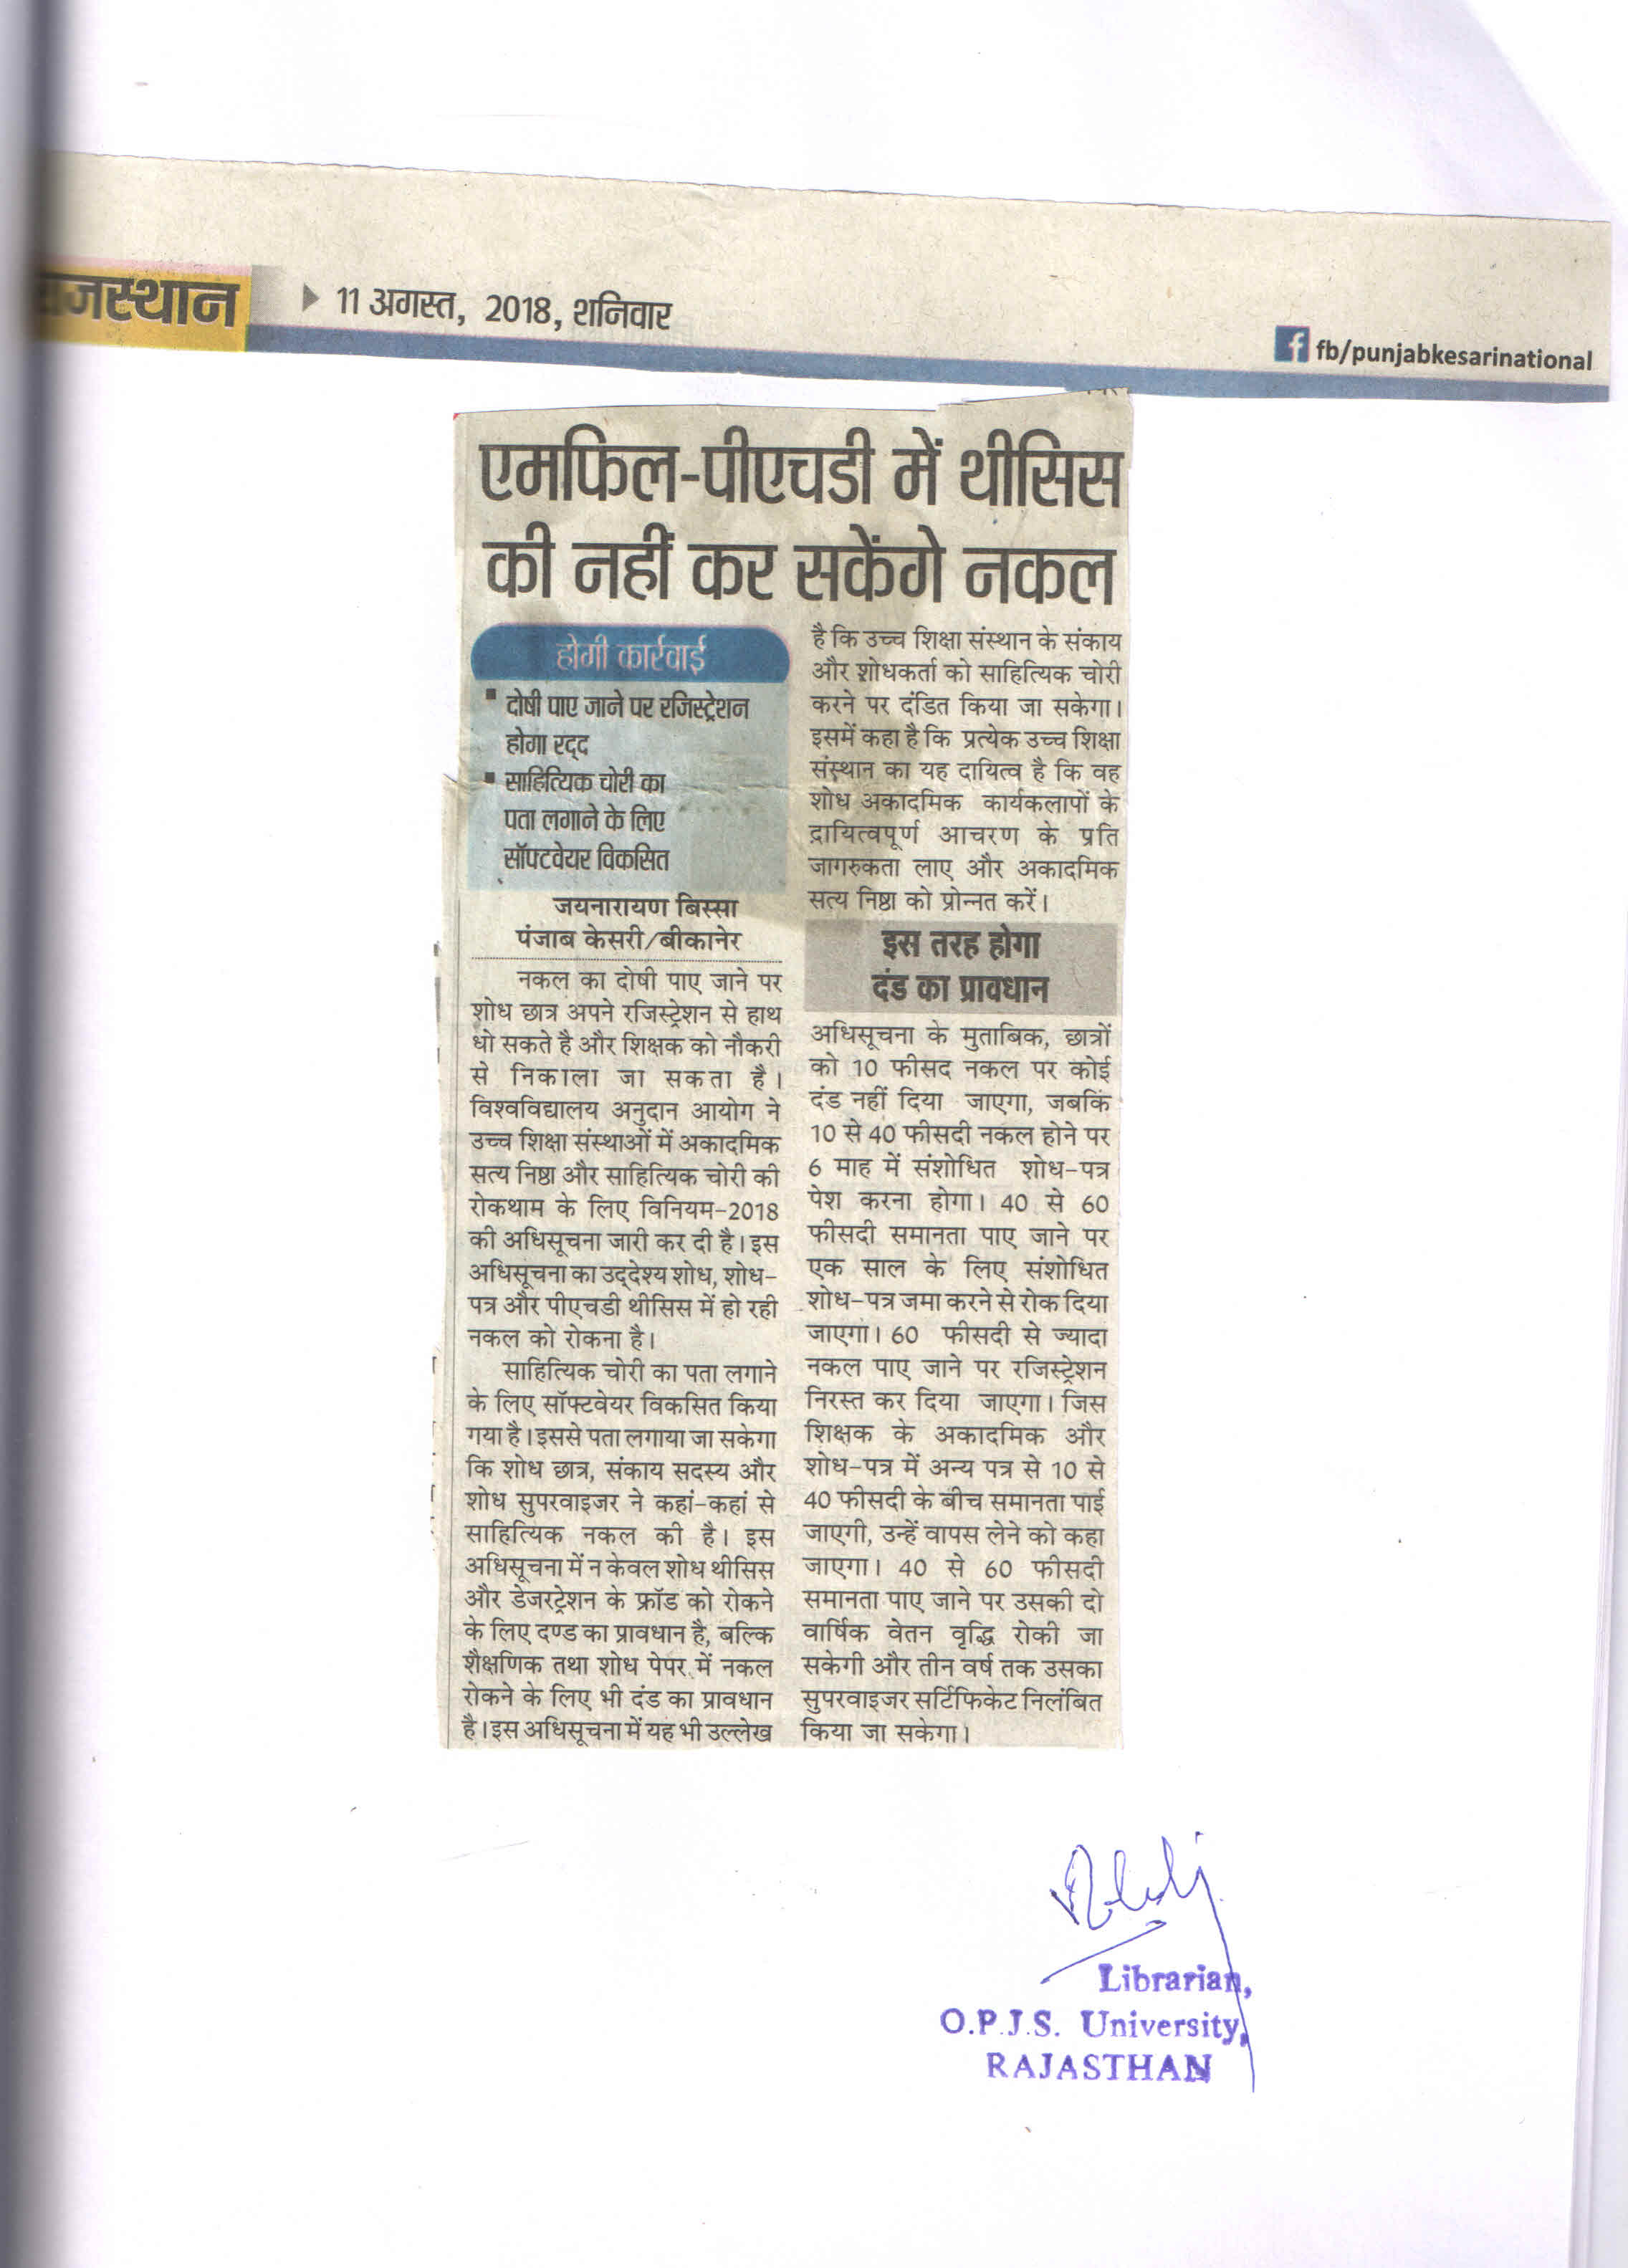 राजस्थान
11 अगस्त, 2018, शनिवार
fb/punjabkesarinational
एमफिल-पीएचडी में थीसिस
की नहीं कर सकेंगे नकल
होगी कार्रवाई
दोषी पाए जाने पर रजिस्ट्रेशन
होगा रद्द
साहित्यिक चोरी का
पता लगाने के लिए
सॉफ्टवेयर विकसित
जयनारायण बिस्सा
पंजाब केसरी/बीकानेर
नकल का दोषी पाए जाने पर
शोध छात्र अपने रजिस्ट्रेशन से हाथ
धो सकते है और शिक्षक को नौकरी
से निकाला जा सकता है।
विश्वविद्यालय अनुदान आयोग ने
उच्च शिक्षा संस्थाओं में अकादमिक
सत्य निष्ठा और साहित्यिक चोरी की
रोकथाम के लिए विनियम-2018
की अधिसूचना जारी कर दी है। इस
अधिसूचना का उद्देश्य शोध, शोध-
पत्र और पीएचडी थीसिस में हो रही
नकल को रोकना है।
साहित्यिक चोरी का पता लगाने
के लिए सॉफ्टवेयर विकसित किया
गया है। इससे पता लगाया जा सकेगा
कि शोध छात्र, संकाय सदस्य और
शोध सुपरवाइजर ने कहां-कहां से
साहित्यिक नकल की है। इस
अधिसूचना में न केवल शोध थीसिस
और डेजरट्रेशन के फ्रॉड को रोकने
के लिए दण्ड का प्रावधान है, बल्कि
शैक्षणिक तथा शोध पेपर में नकल
रोकने के लिए भी दंड का प्रावधान
है। इस अधिसूचना में यह भी उल्लेख
है कि उच्च शिक्षा संस्थान के संकाय
और शोधकर्ता को साहित्यिक चोरी
करने पर दंडित किया जा सकेगा।
इसमें कहा है कि प्रत्येक उच्च शिक्षा
संस्थान का यह दायित्व है कि वह
शोध अकादमिक कार्यकलापों के
दायित्वपूर्ण आचरण के प्रति
जागरुकता लाए और अकादमिक
सत्य निष्ठा को प्रोन्नत करें।
इस तरह होगा
दंड का प्रावधान
अधिसूचना के मुताबिक, छात्रों
को 10 फीसद नकल पर कोई
दंड नहीं दिया जाएगा, जबकि
10 से 40 फीसदी नकल होने पर
6 माह में संशोधित शोध-पत्र
पेश करना होगा। 40 से 60
फीसदी समानता पाए जाने पर
एक साल के लिए संशोधित
शोध-पत्र जमा करने से रोक दिया
जाएगा। 60 फीसदी से ज्यादा
नकल पाए जाने पर रजिस्ट्रेशन
निरस्त कर दिया जाएगा। जिस
शिक्षक के अकादमिक और
शोध-पत्र में अन्य पत्र से 10 से
40 फीसदी के बीच समानता पाई
जाएगी, उन्हें वापस लेने को कहा
जाएगा। 40 से 60 फीसदी
समानता पाए जाने पर उसकी दो
वार्षिक वेतन वृद्धि रोकी जा
सकेगी और तीन वर्ष तक उसका
सुपरवाइजर सर्टिफिकेट निलंबित
किया जा सकेगा।
Librarian,
O.P.J.S. University,
RAJASTHAN